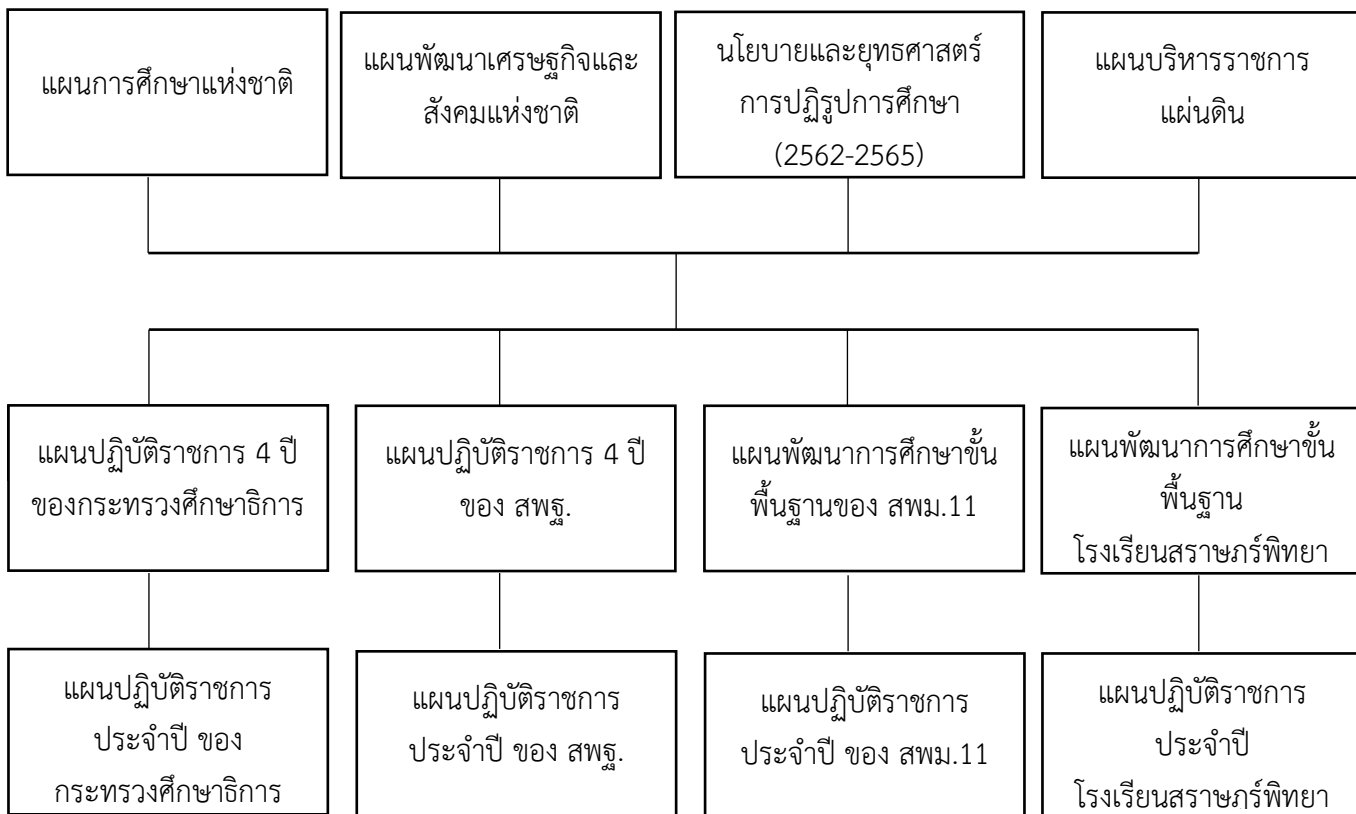 แผนการศึกษาแห่งชาติ
แผนพัฒนาเศรษฐกิจและ
สังคมแห่งชาติ
นโยบายและยุทธศาสตร์
การปฏิรูปการศึกษา
(2562-2565)
แผนบริหารราชการ
แผ่นดิน
แผนปฏิบัติราชการ 4 ปี
ของกระทรวงศึกษาธิการ
แผนปฏิบัติราชการ 4 ปี
ของ สพฐ.
แผนพัฒนาการศึกษาขั้น
พื้นฐานของ สพม.11
แผนพัฒนาการศึกษาขั้น
พื้นฐาน
โรงเรียนสราษฎร์พิทยา
แผนปฏิบัติราชการ
ประจำปี ของ
กระทรวงศึกษาธิการ
แผนปฏิบัติราชการ
ประจำปี ของ สพฐ.
แผนปฏิบัติราชการ
ประจำปี ของ สพม.11
แผนปฏิบัติราชการ
ประจำปี
โรงเรียนสราษฎร์พิทยา